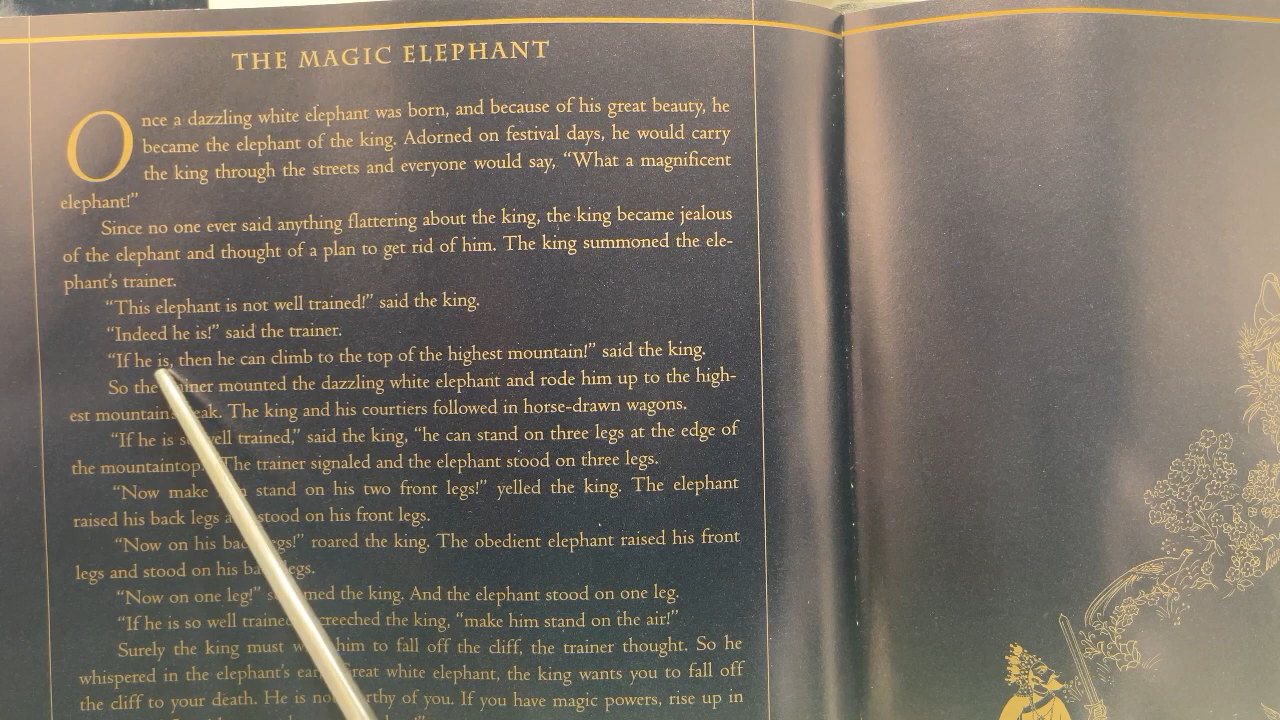 THE MAGIC ELEPHANT
Once a dazzling white elephant was born, and because of his great beauty, he
became the elephant of the king. Adorned on festival days, he would carry
the king through the streets and everyone would say, “What a magnificent
elephant!”
Since no one ever said anything flattering about the king, the king became jealous
of the elephant and thought of a plan to get rid of him. The king summoned the ele-
phant's trainer.
“This elephant is not well trained!” said the king.
“Indeed he is!” said the trainer.
“If he is, then he can climb to the top of the highest mountain!” said the king.
So the trainer mounted the dazzling white elephant and rode him up to the high-
est mountain peak. The king and his courtiers followed in horse-drawn wagons.
“If he is so well trained,” said the king, “he can stand on three legs at the edge of
the mountaintop.” The trainer signaled and the elephant stood on three legs.
“Now make him stand on his two front legs!” yelled the king. The elephant
raised his back legs and stood on his front legs.
“Now on his back legs!” roared the king. The obedient elephant raised his front
legs and stood on his back legs.
“Now on one leg!” screamed the king. And the elephant stood on one leg.
“If he is so well trained,” screeched the king, “make him stand on the air!”
Surely the king must want him to fall off the cliff, the trainer thought. So he
whispered in the elephant's ear, great white elephant, the king wants you to fall off
the cliff to your death. He is not worthy of you. If you have magic powers, rise up in